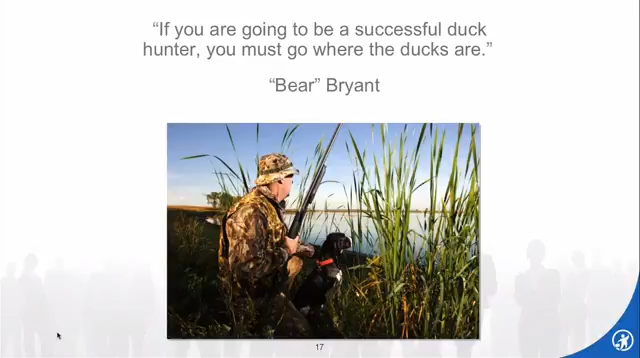 “If you are going to be a successful duck
hunter, you must go where the ducks are.”
“Bear” Bryant
17